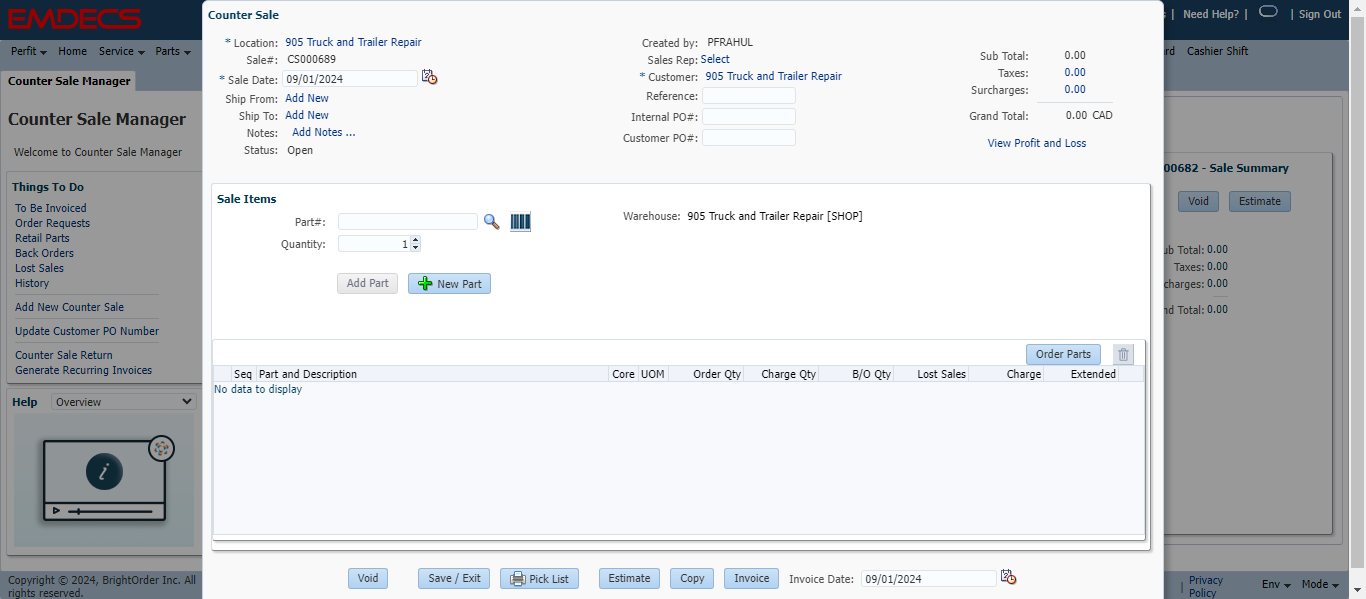 EMDECS
| Need Help? | | Sign Out
Perfit Home Service Parts
Cashier Shift
Counter Sale Manager
Counter Sale Manager
Welcome to Counter Sale Manager
Things To Do
To Be Invoiced
Order Requests
Retail Parts
Back Orders
Lost Sales
History
Add New Counter Sale
Update Customer PO Number
Counter Sale Return
Generate Recurring Invoices
Help Overview
i
Copyright © 2024, BrightOrder Inc. All
rights reserved.
Counter Sale
* Location: 905 Truck and Trailer Repair
Sale#: CS000689
* Sale Date: 09/01/2024
Ship From: Add New
Ship To: Add New
Notes: Add Notes ...
Status: Open
Created by: PFRAHUL
Sales Rep: Select
* Customer: 905 Truck and Trailer Repair
Reference:
Internal PO#:
Customer PO#:
Sub Total: 0.00
Taxes: 0.00
Surcharges: 0.00
Grand Total: 0.00 CAD
View Profit and Loss
Sale Items
Part#:
Quantity: 1
Warehouse: 905 Truck and Trailer Repair [SHOP]
Add Part New Part
Order Parts
Seq Part and Description Core UOM Order Qty Charge Qty B/O Qty Lost Sales Charge Extended
No data to display
Void Save / Exit Pick List Estimate Copy Invoice Invoice Date: 09/01/2024
00682 - Sale Summary
Void Estimate
ub Total: 0.00
Taxes: 0.00
charges: 0.00
nd Total: 0.00
| Privacy
Policy
Env Mode